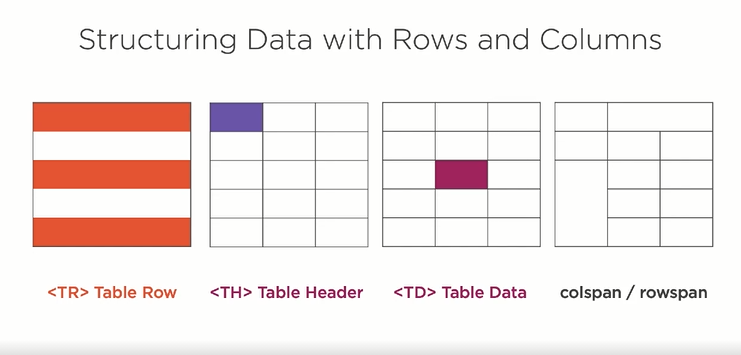 Structuring Data with Rows and Columns
<TR> Table Row
<TH> Table Header
<TD> Table Data
colspan / rowspan